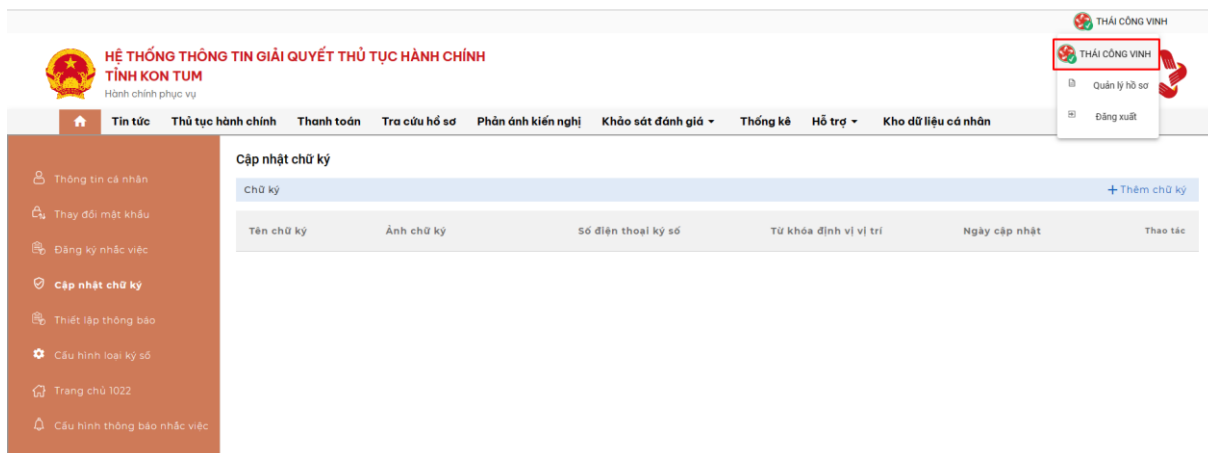 THÁI CÔNG VINH
HỆ THỐNG THÔNG TIN GIẢI QUYẾT THỦ TỤC HÀNH CHÍNH
TỈNH KON TUM
Hành chính phục vụ
THÁI CÔNG VINH
Quản lý hồ sơ
Đăng xuất
Tin tức Thủ tục hành chính Thanh toán Tra cứu hồ sơ Phản ánh kiến nghị Khảo sát đánh giá Thống kê Hỗ trợ Kho dữ liệu cá nhân
Thông tin cá nhân
Thay đổi mật khẩu
Đăng ký nhắc việc
Cập nhật chữ ký
Thiết lập thông báo
Cấu hình loại ký số
Trang chủ 1022
Cấu hình thông báo nhắc việc
Cập nhật chữ ký
Chữ ký + Thêm chữ ký
Tên chữ ký Ảnh chữ ký Số điện thoại ký số Từ khóa định vị vị trí Ngày cập nhật Thao tác